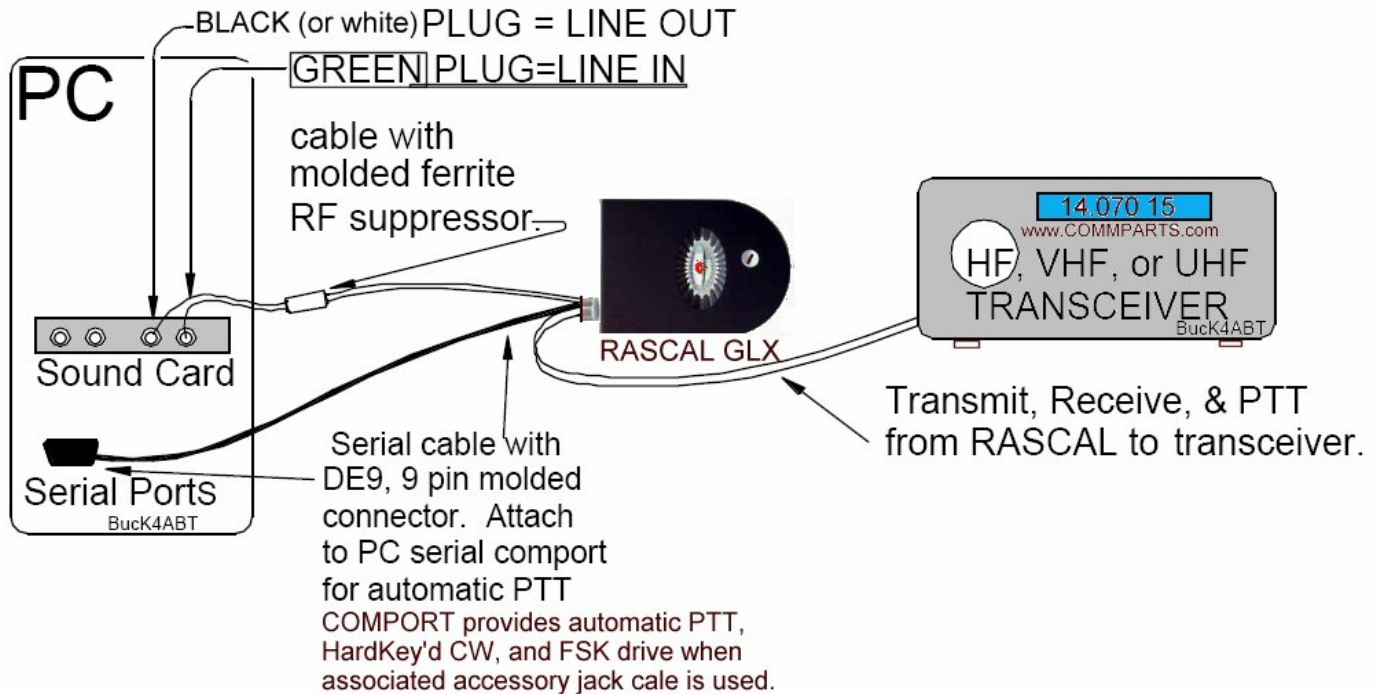 BLACK (or white) PLUG = LINE OUT
GREEN PLUG=LINE IN
PC
cable with
molded ferrite
RF suppressor.
14.070 15
www.COMMPARTS.com
HF, VHF, or UHF
TRANSCEIVER
BucK4ABT
RASCAL GLX
Sound Card
Transmit, Receive, & PTT
from RASCAL to transceiver.
Serial Ports
BucK4ABT
Serial cable with
DE9, 9 pin molded
connector. Attach
to PC serial comport
for automatic PTT
COMPORT provides automatic PTT,
HardKey'd CW, and FSK drive when
associated accessory jack cale is used.